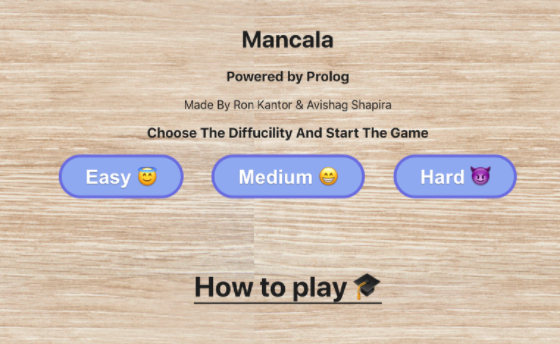 Mancala
Powered by Prolog
Made By Ron Kantor & Avishag Shapira
Choose The Diffucility And Start The Game
Easy 😇 Medium 😁 Hard 😈
How to play 🎓